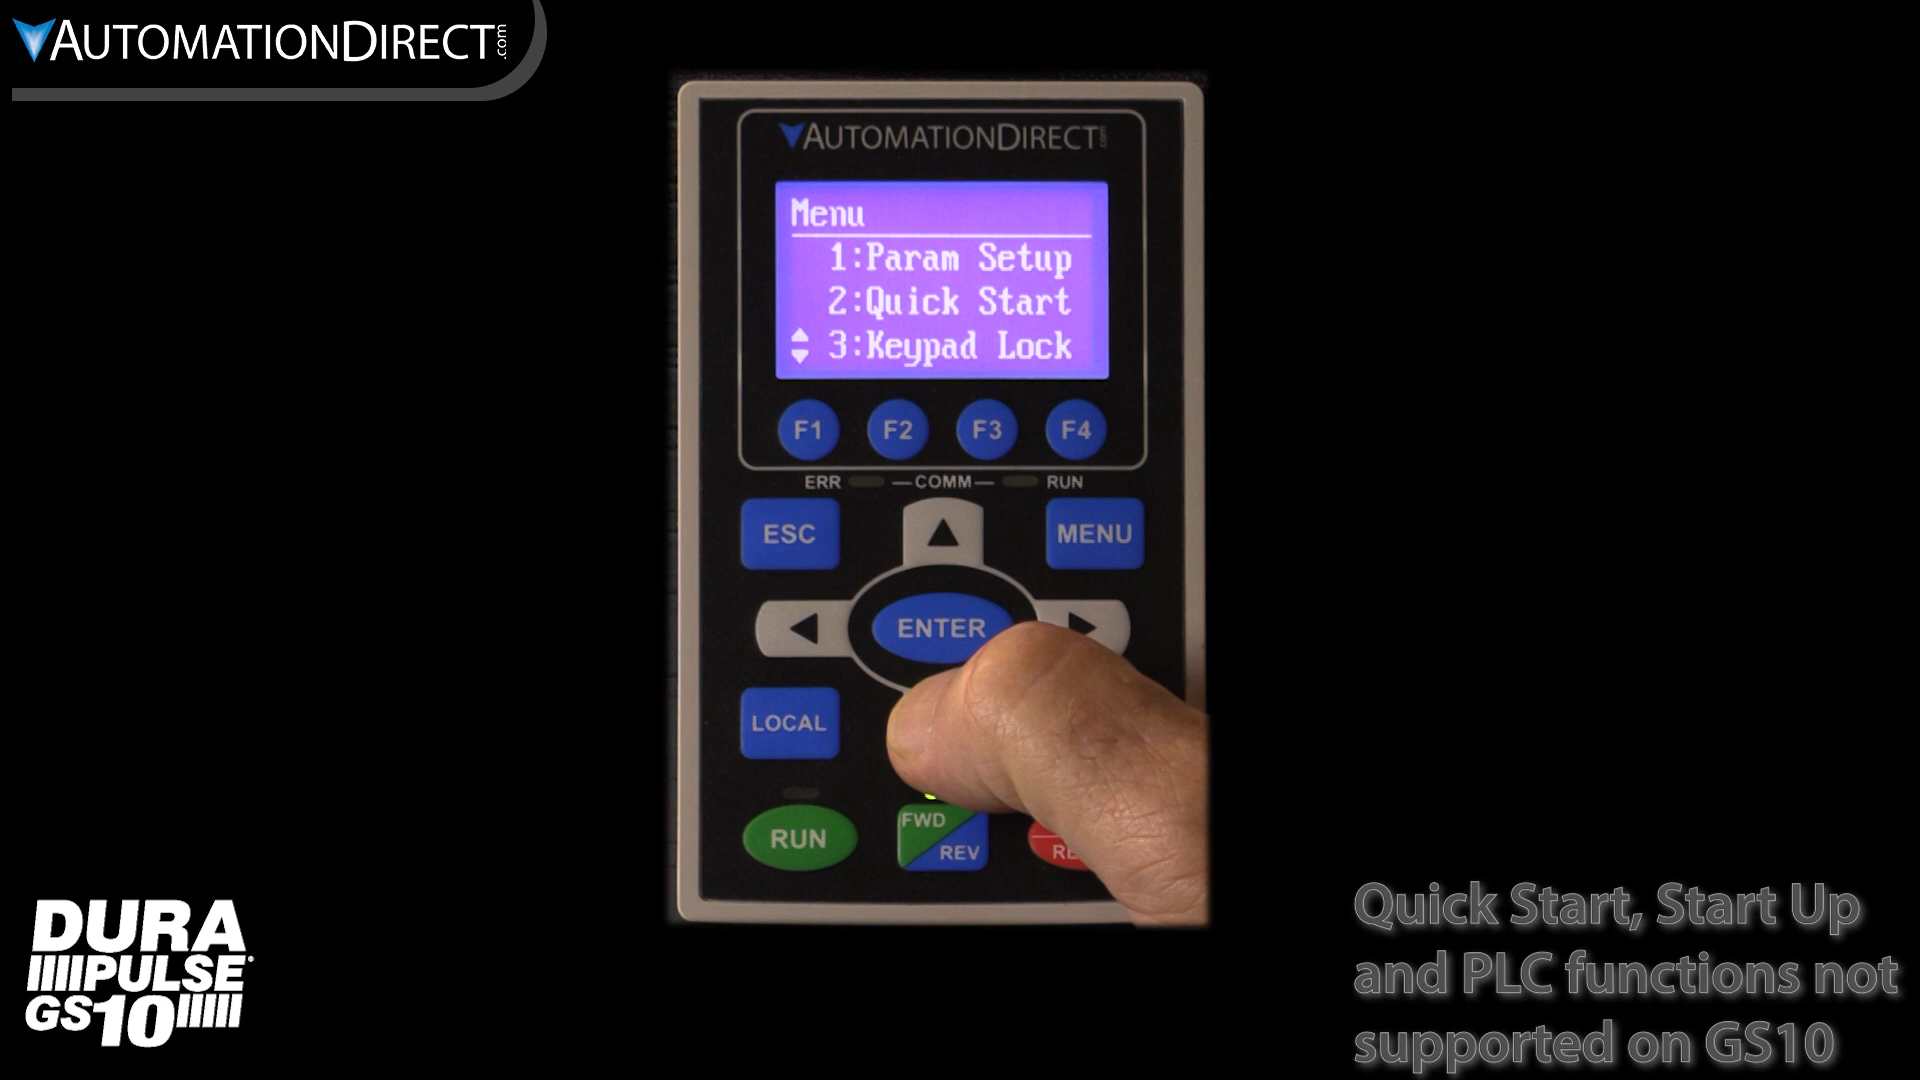 AUTOMATIONDIRECT.com
AUTOMATIONDIRECT.com
Menu
1:Param Setup
2:Quick Start
3:Keypad Lock
F1 F2 F3 F4
ERR COMM RUN
ESC MENU
ENTER
LOCAL
RUN FWD REV
DURA
PULSE®
GS10
Quick Start, Start Up
and PLC functions not
supported on GS10